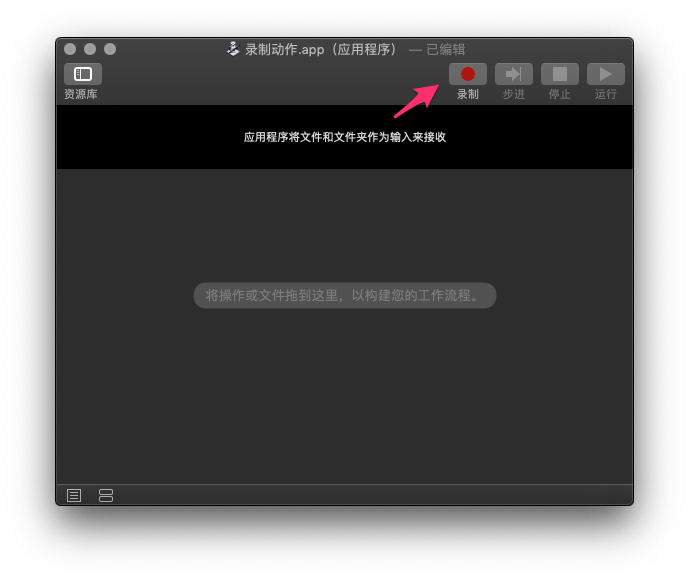 录制动作.app（应用程序） — 已编辑
资源库
录制
步进
停止
运行
应用程序将文件和文件夹作为输入来接收
将操作或文件拖到这里，以构建您的工作流程。